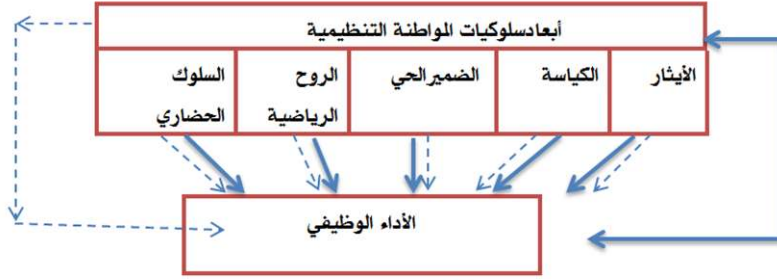 أبعادسلوكيات المواطنة التنظيمية
الأيثار
الكياسة
الضميرالحي
الروح
الرياضية
السلوك
الحضاري
الأداء الوظيفي